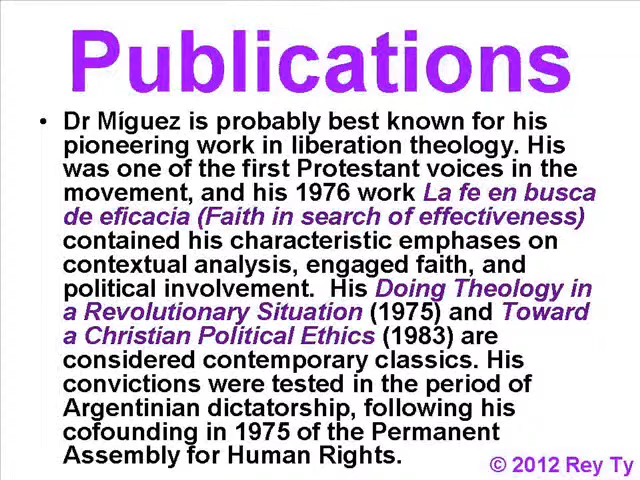 Publications
• Dr Míguez is probably best known for his
pioneering work in liberation theology. His
was one of the first Protestant voices in the
movement, and his 1976 work La fe en busca
de eficacia (Faith in search of effectiveness)
contained his characteristic emphases on
contextual analysis, engaged faith, and
political involvement.  His Doing Theology in
a Revolutionary Situation (1975) and Toward
a Christian Political Ethics (1983) are
considered contemporary classics. His
convictions were tested in the period of
Argentinian dictatorship, following his
cofounding in 1975 of the Permanent
Assembly for Human Rights.
© 2012 Rey Ty